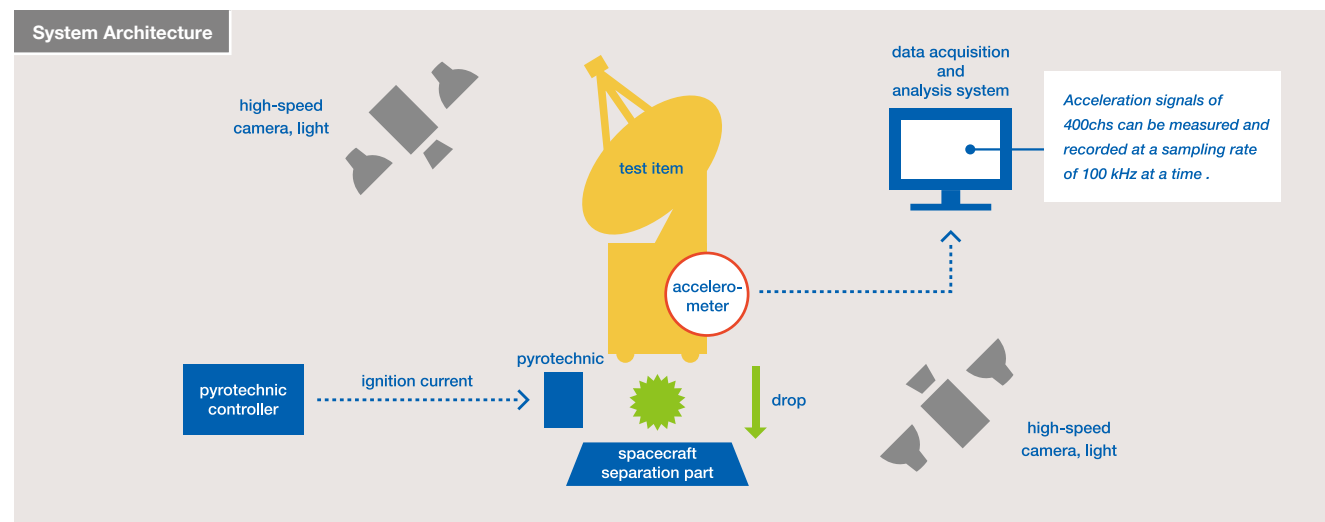 System Architecture
high-speed
camera, light
test item
data acquisition
and
analysis system
Acceleration signals of
400chs can be measured and
recorded at a sampling rate
of 100 kHz at a time .
accelero-
meter
pyrotechnic
controller
ignition current
pyrotechnic
drop
spacecraft
separation part
high-speed
camera, light